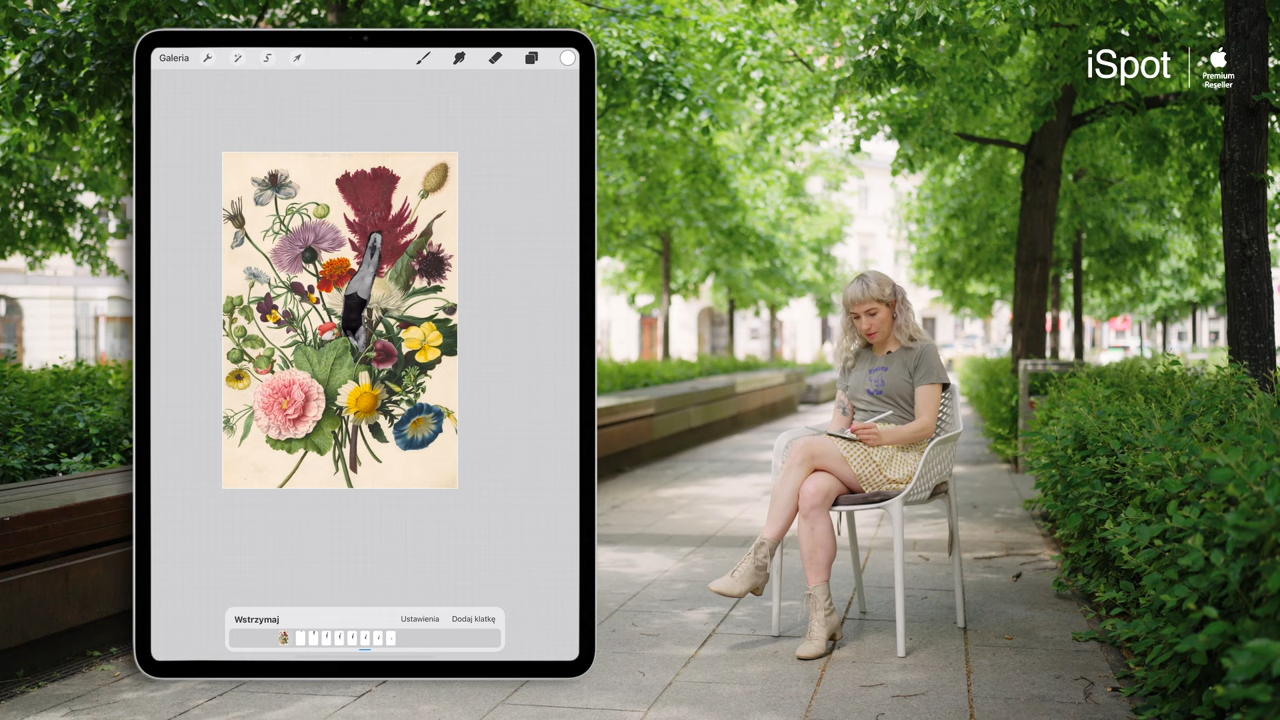 Galeria
iSpot
Premium
Reseller
Wstrzymaj
Ustawienia
Dodaj klatkę